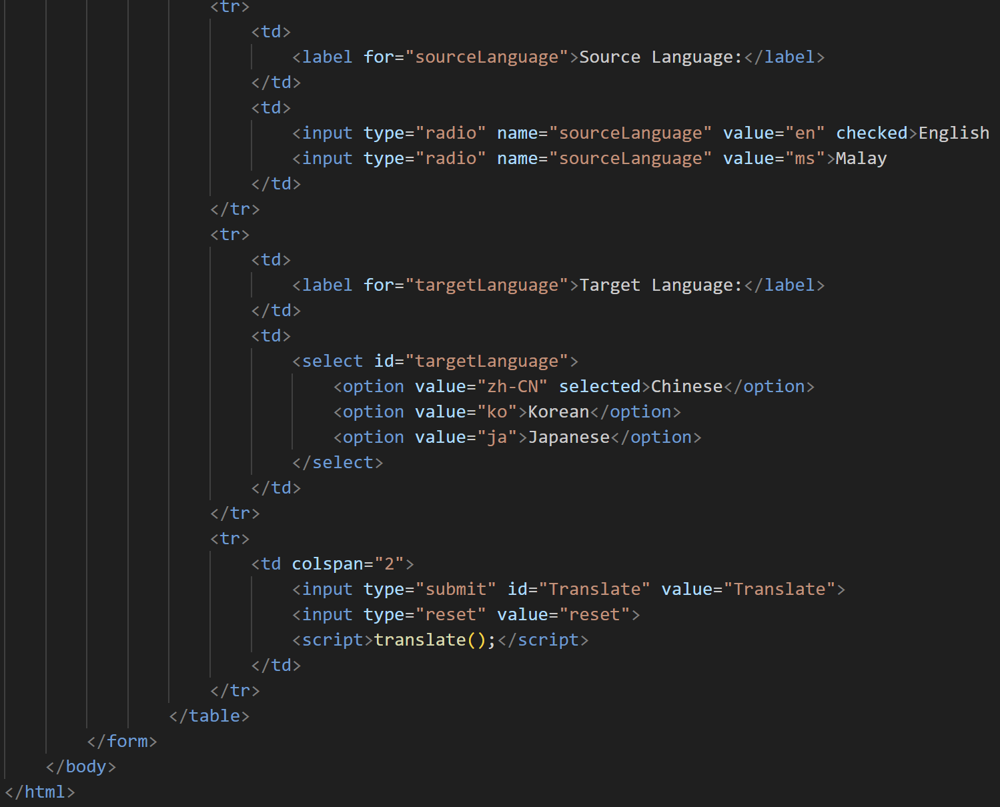 <tr>
<td>
<label for="sourceLanguage">Source Language:</label>
</td>
<td>
<input type="radio" name="sourceLanguage" value="en" checked>English
<input type="radio" name="sourceLanguage" value="ms">Malay
</td>
</tr>
<tr>
<td>
<label for="targetLanguage">Target Language:</label>
</td>
<td>
<select id="targetLanguage">
<option value="zh-CN" selected>Chinese</option>
<option value="ko">Korean</option>
<option value="ja">Japanese</option>
</select>
</td>
</tr>
<tr>
<td colspan="2">
<input type="submit" id="Translate" value="Translate">
<input type="reset" value="reset">
<script>translate();</script>
</td>
</tr>
</table>
</form>
</body>
</html>